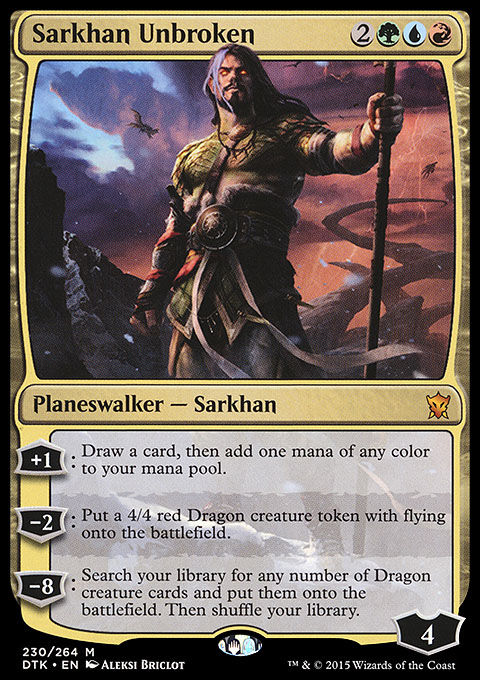 Sarkhan Unbroken 2
Planeswalker — Sarkhan
+1 : Draw a card, then add one mana of any color
to your mana pool.
−2 : Put a 4/4 red Dragon creature token with flying
onto the battlefield.
−8 : Search your library for any number of Dragon
creature cards and put them onto the
battlefield. Then shuffle your library.
4
230/264 M
DTK • EN Aleksi Briclot
™ & © 2015 Wizards of the Coast